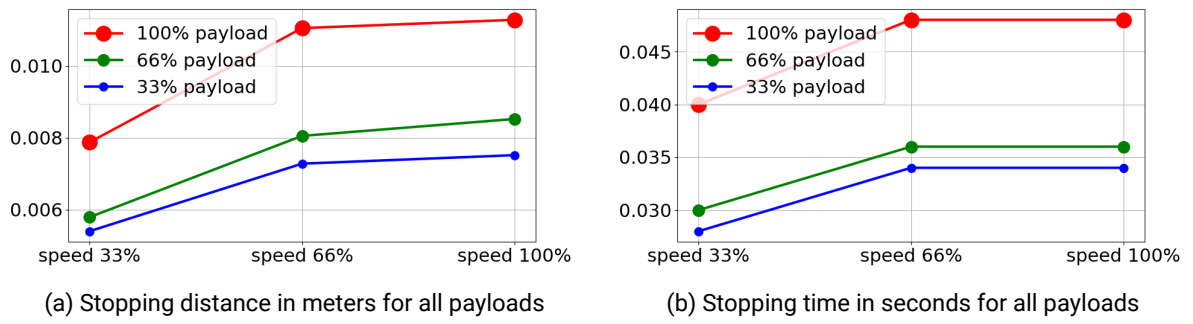 100% payload
66% payload
33% payload
0.010
0.008
0.006
speed 33%
speed 66%
speed 100%
(a) Stopping distance in meters for all payloads
100% payload
66% payload
33% payload
0.045
0.040
0.035
0.030
speed 33%
speed 66%
speed 100%
(b) Stopping time in seconds for all payloads